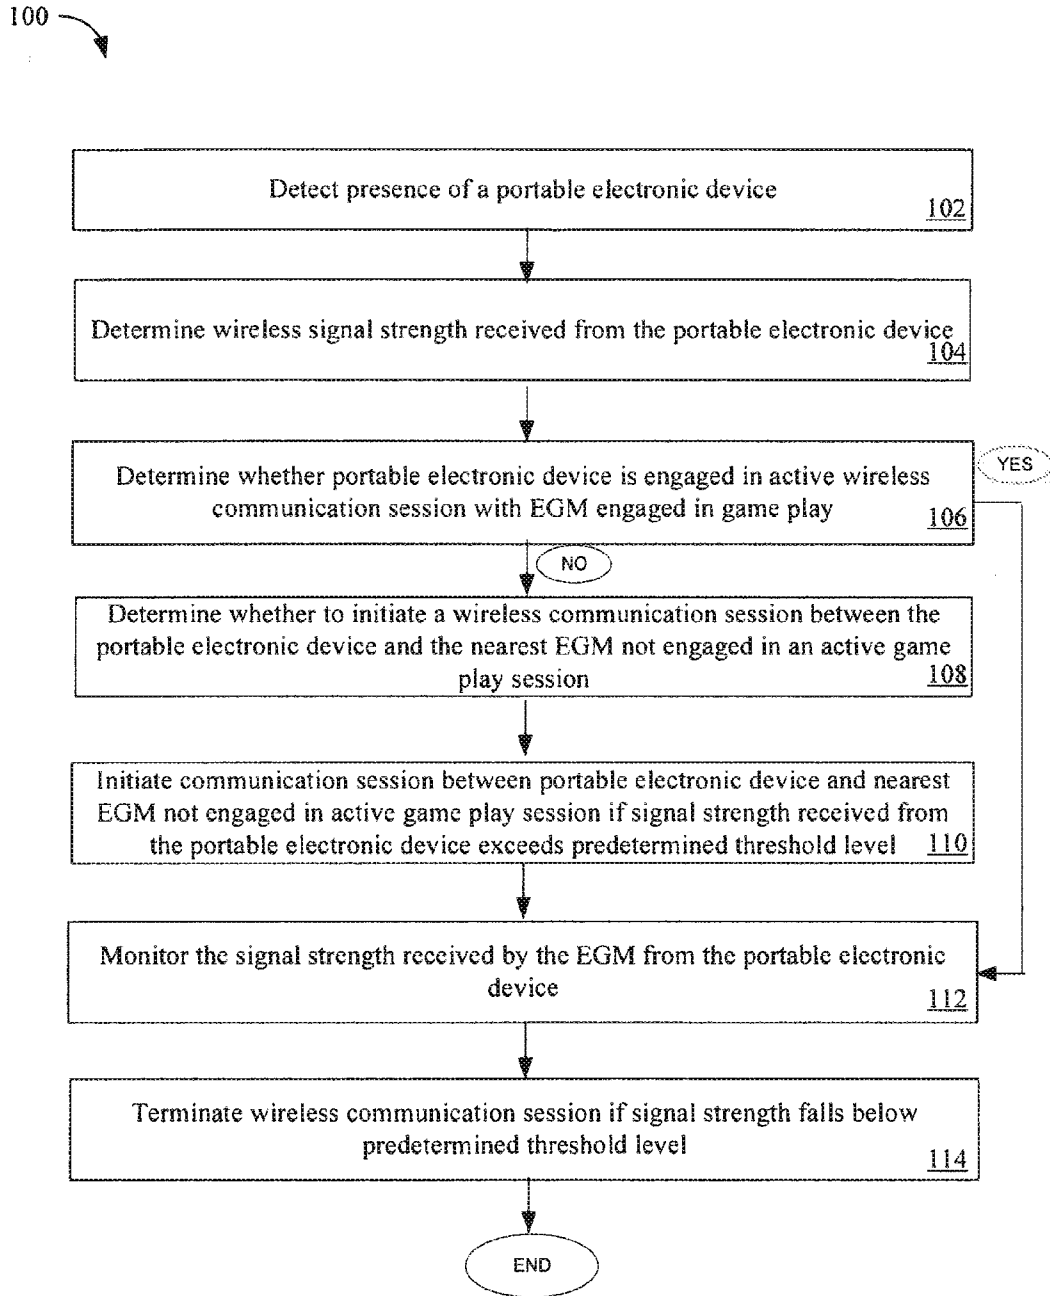 100
Detect presence of a portable electronic device
102
Determine wireless signal strength received from the portable electronic device
104
Determine whether portable electronic device is engaged in active wireless
communication session with EGM engaged in game play
106
YES
NO
Determine whether to initiate a wireless communication session between the
portable electronic device and the nearest EGM not engaged in an active game
play session
108
Initiate communication session between portable electronic device and nearest
EGM not engaged in active game play session if signal strength received from
the portable electronic device exceeds predetermined threshold level 110
Monitor the signal strength received by the EGM from the portable electronic
device
112
Terminate wireless communication session if signal strength falls below
predetermined threshold level
114
END